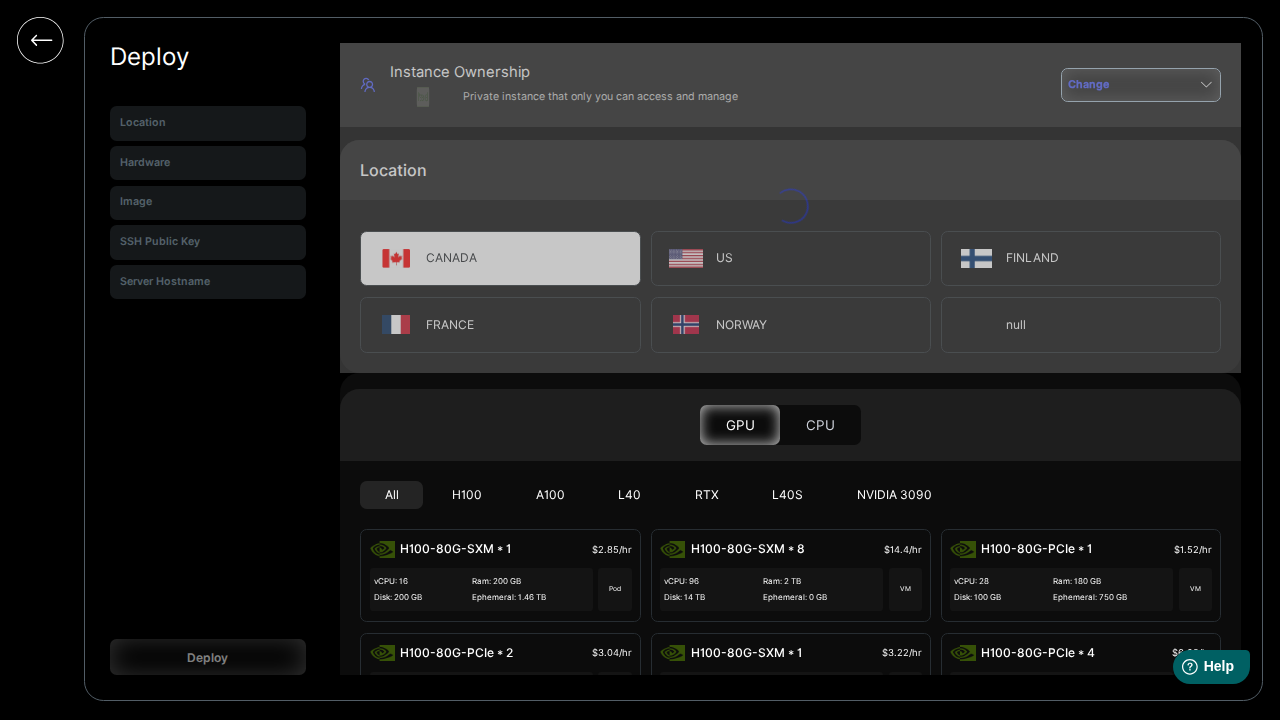 Deploy
Location
Hardware
Image
SSH Public Key
Server Hostname
Deploy
Instance Ownership
Private instance that only you can access and manage
Change
Location
CANADA
US
FINLAND
FRANCE
NORWAY
null
GPU
CPU
All
H100
A100
L40
RTX
L40S
NVIDIA 3090
H100-80G-SXM * 1
$2.85/hr
vCPU: 16
Ram: 200 GB
Disk: 200 GB
Ephemeral: 1.46 TB
Pod
H100-80G-SXM * 8
$14.4/hr
vCPU: 96
Ram: 2 TB
Disk: 14 TB
Ephemeral: 0 GB
VM
H100-80G-PCIe * 1
$1.52/hr
vCPU: 28
Ram: 180 GB
Disk: 100 GB
Ephemeral: 750 GB
VM
H100-80G-PCIe * 2
$3.04/hr
H100-80G-SXM * 1
$3.22/hr
H100-80G-PCIe * 4
Help